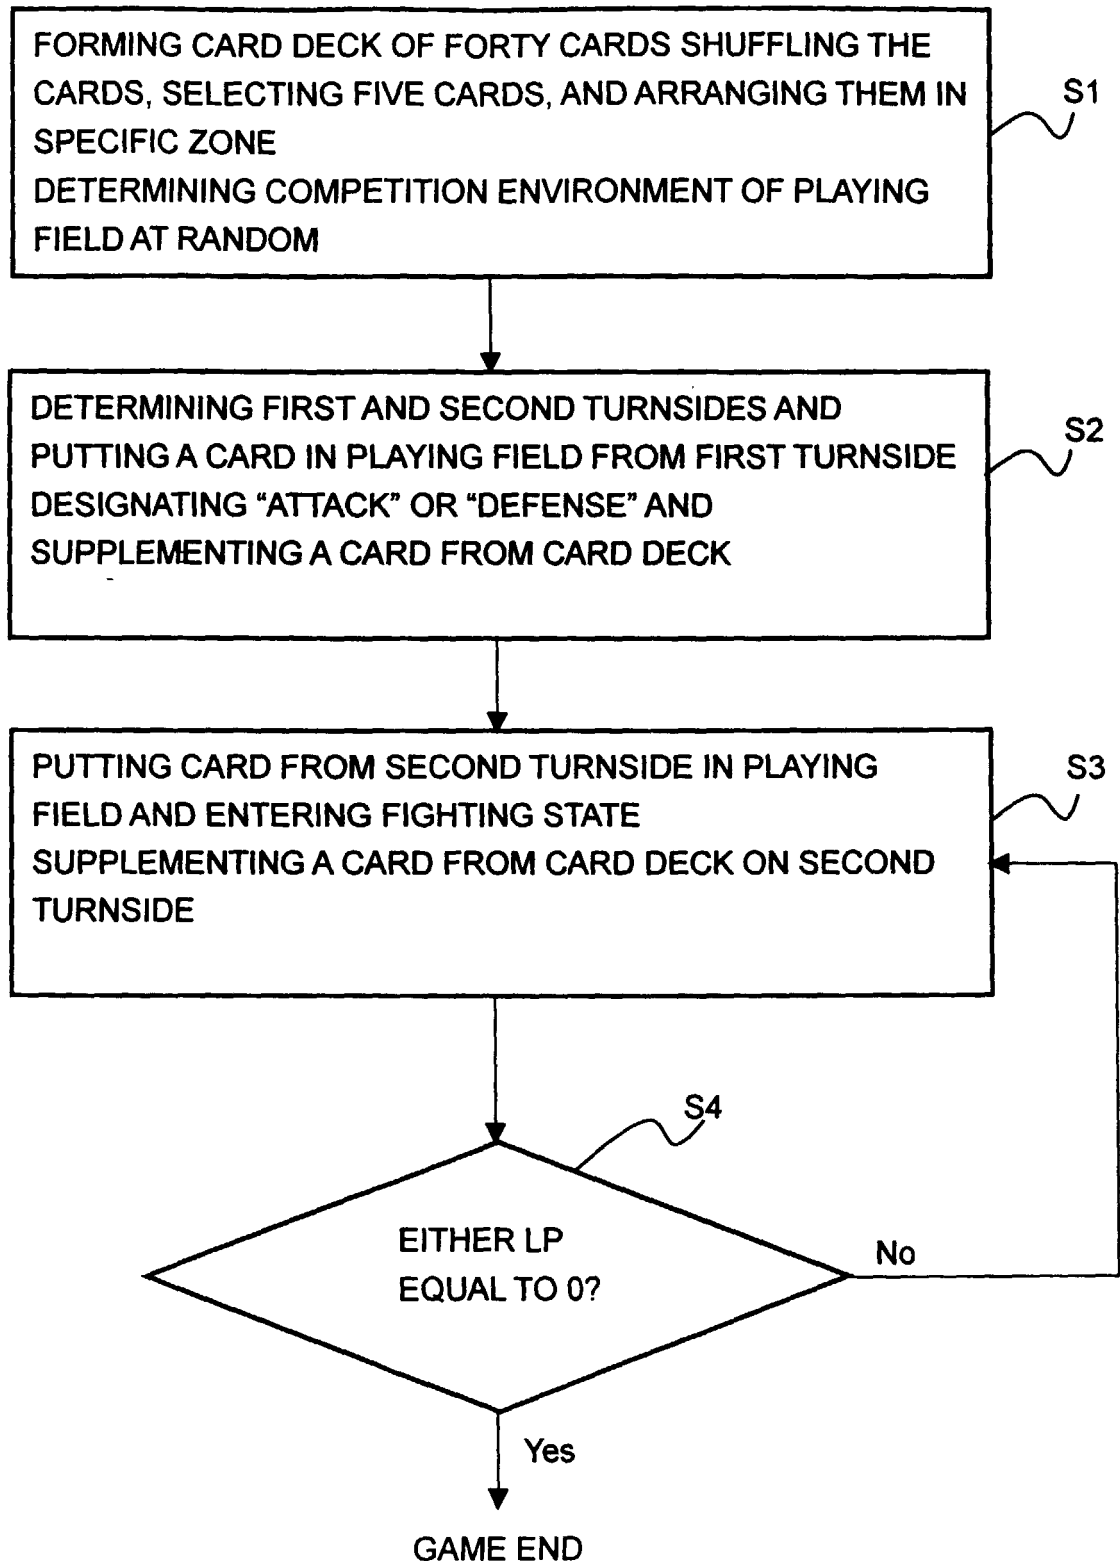 FORMING CARD DECK OF FORTY CARDS SHUFFLING THE
CARDS, SELECTING FIVE CARDS, AND ARRANGING THEM IN
SPECIFIC ZONE
DETERMINING COMPETITION ENVIRONMENT OF PLAYING
FIELD AT RANDOM
S1
DETERMINING FIRST AND SECOND TURNSIDES AND
PUTTING A CARD IN PLAYING FIELD FROM FIRST TURNSIDE
DESIGNATING “ATTACK” OR “DEFENSE” AND
SUPPLEMENTING A CARD FROM CARD DECK
S2
PUTTING CARD FROM SECOND TURNSIDE IN PLAYING
FIELD AND ENTERING FIGHTING STATE
SUPPLEMENTING A CARD FROM CARD DECK ON SECOND
TURNSIDE
S3
S4
EITHER LP
EQUAL TO 0?
No
Yes
GAME END